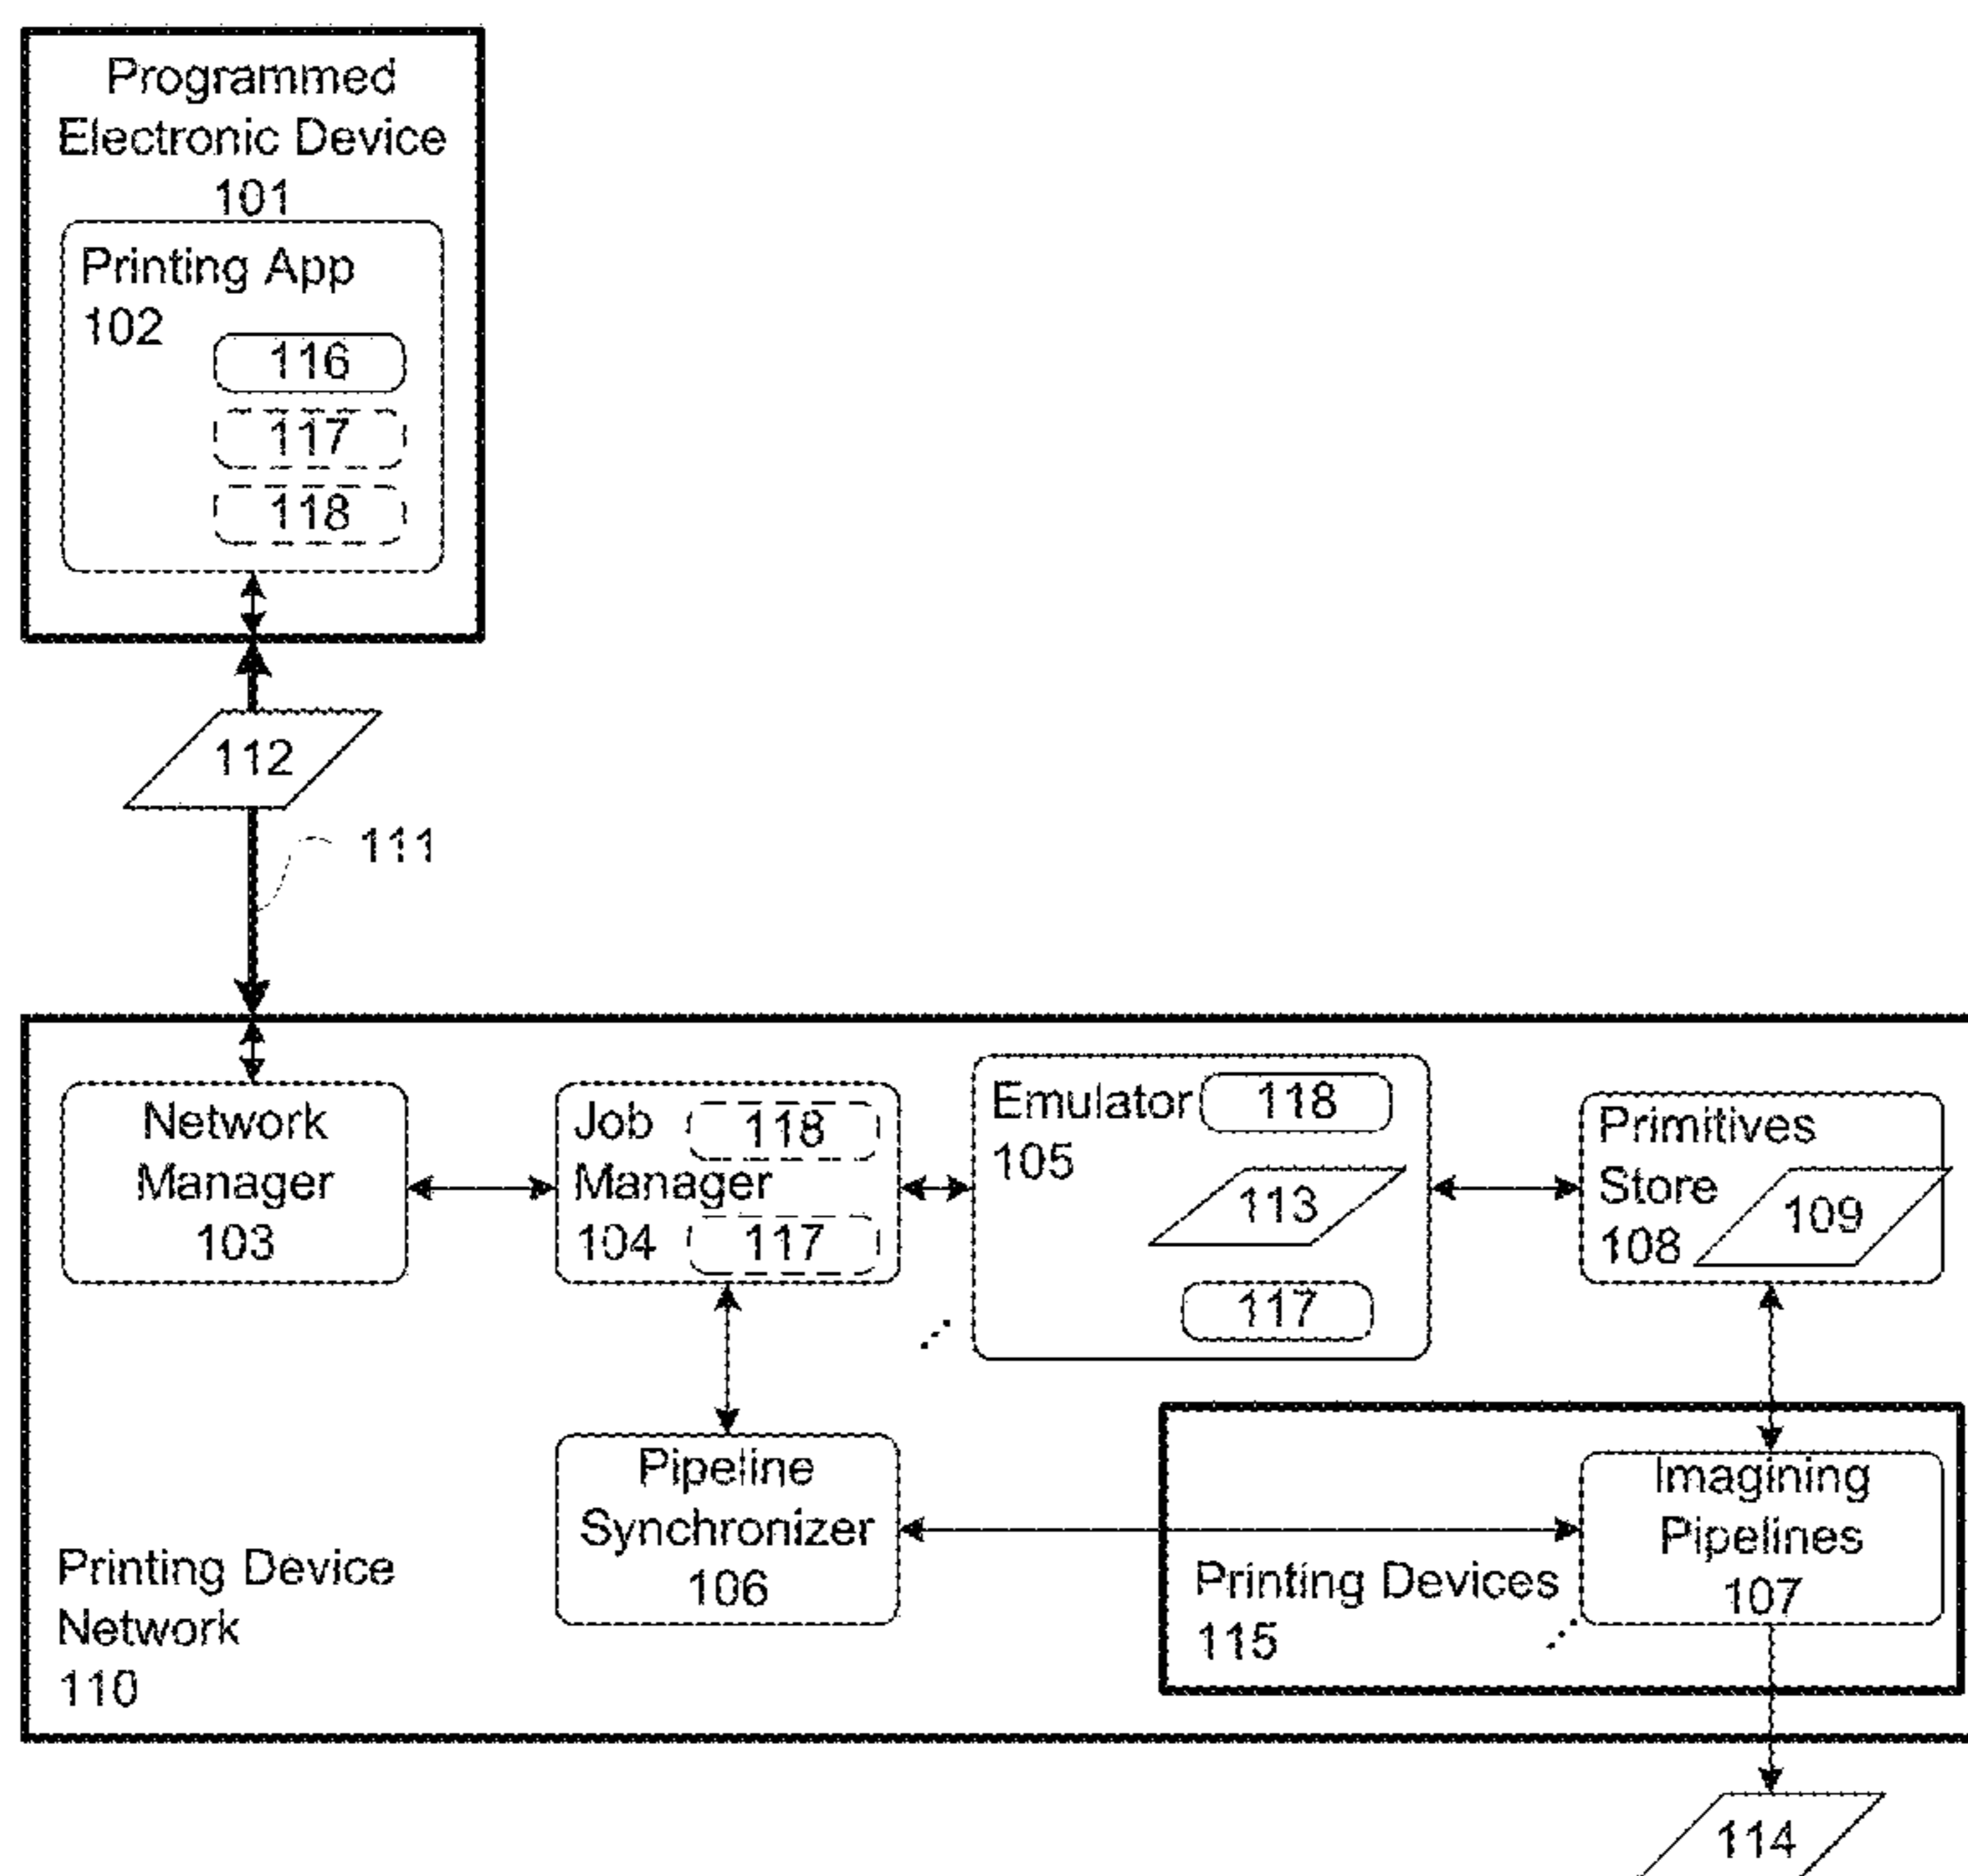 Programmed
Electronic Device
101
Printing App
102
116
117
118
112
111
Network
Manager
103
Job
Manager
104
118
117
Emulator
105
118
113
117
Primitives
Store
108
109
Pipeline
Synchronizer
106
Imagining
Pipelines
107
Printing Devices
115
Printing Device
Network
110
114